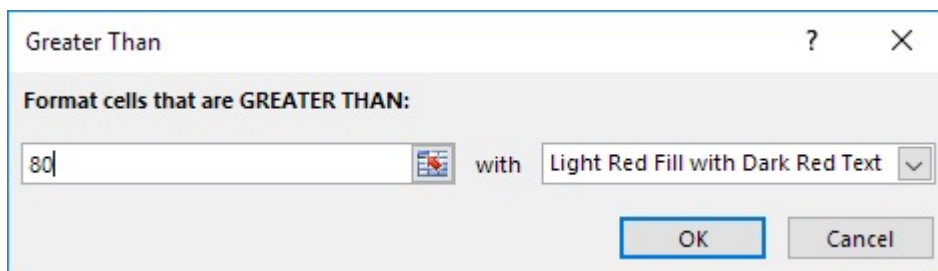 Greater Than ?
Format cells that are GREATER THAN:
80 with Light Red Fill with Dark Red Text
OK Cancel